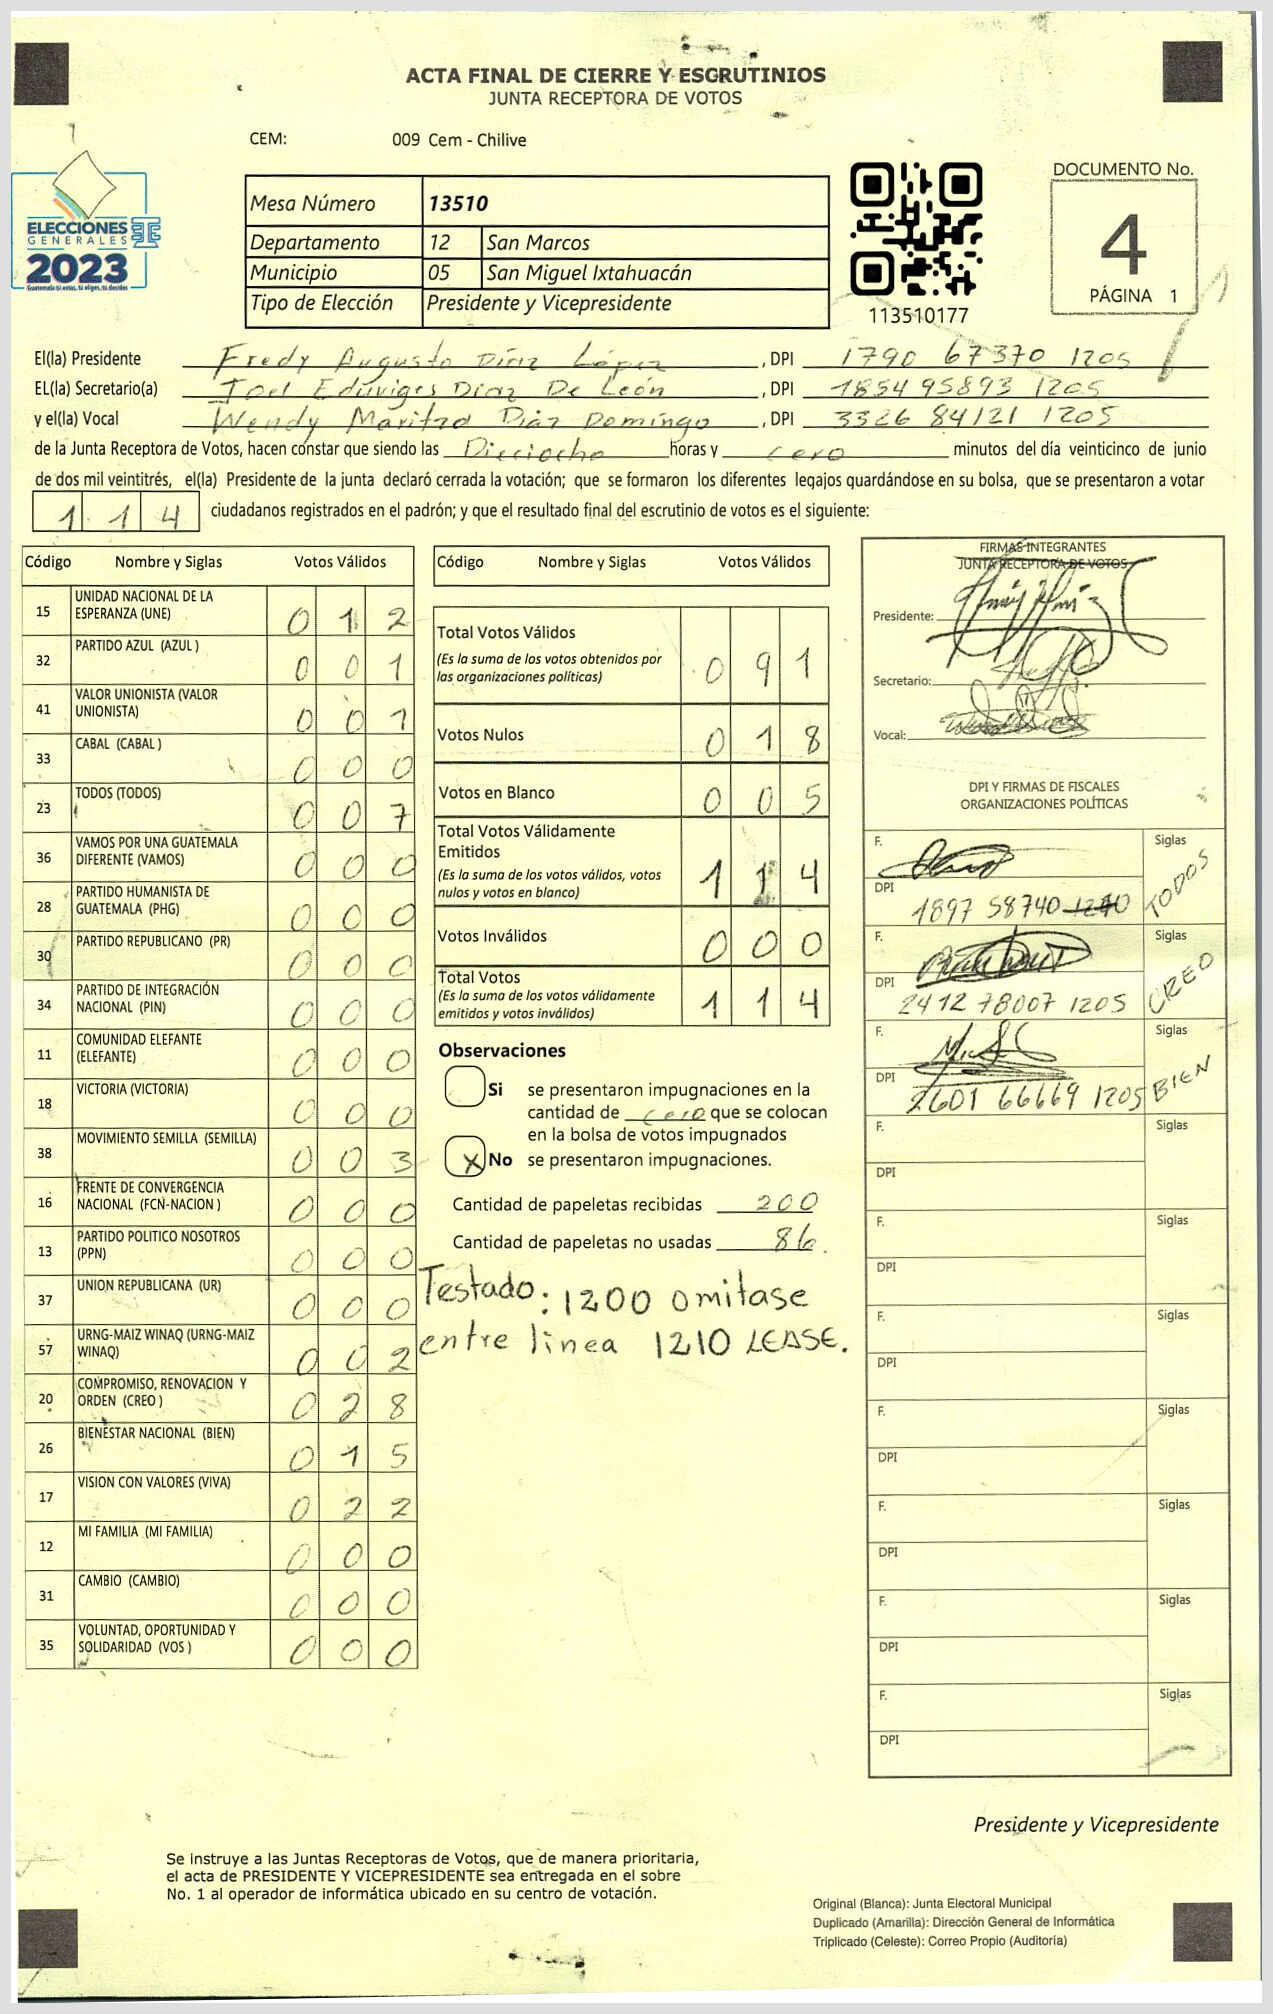 ACTA FINAL DE CIERRE Y ESCRUTINIOS
JUNTA RECEPTORA DE VOTOS
CEM: 009 Cem - Chilive
ELECCIONES
GENERALES
2023
Guatemala tú votas, tú eliges, tú decides
Mesa Número 13510
Departamento 12 San Marcos
Municipio 05 San Miguel Ixtahuacán
Tipo de Elección Presidente y Vicepresidente
113510177
DOCUMENTO No.
4
PÁGINA 1
El(la) Presidente Fredy Augusto Díaz López, DPI 1790 67370 1205
EL(la) Secretario(a) Joel Eduviges Diaz De León, DPI 1834 95893 1205
y el(la) Vocal Wendy Maritza Diaz Domingo, DPI 3326 84121 1205
de la Junta Receptora de Votos, hacen constar que siendo las Dieciocho horas y cero minutos del día veinticinco de junio
de dos mil veintitrés, el(la) Presidente de la junta declaró cerrada la votación; que se formaron los diferentes legajos quardándose en su bolsa, que se presentaron a votar
114 ciudadanos registrados en el padrón; y que el resultado final del escrutinio de votos es el siguiente:
Código Nombre y Siglas Votos Válidos
15 UNIDAD NACIONAL DE LA
ESPERANZA (UNE) 0 1 2
32 PARTIDO AZUL (AZUL ) 0 0 1
41 VALOR UNIONISTA (VALOR
UNIONISTA) 0 0 1
33 CABAL (CABAL ) 0 0 0
23 TODOS (TODOS) 0 0 7
36 VAMOS POR UNA GUATEMALA
DIFERENTE (VAMOS) 0 0 0
28 PARTIDO HUMANISTA DE
GUATEMALA (PHG) 0 0 0
30 PARTIDO REPUBLICANO (PR) 0 0 0
34 PARTIDO DE INTEGRACIÓN
NACIONAL (PIN) 0 0 0
11 COMUNIDAD ELEFANTE
(ELEFANTE) 0 0 0
18 VICTORIA (VICTORIA) 0 0 0
38 MOVIMIENTO SEMILLA (SEMILLA) 0 0 3
16 FRENTE DE CONVERGENCIA
NACIONAL (FCN-NACION ) 0 0 0
13 PARTIDO POLITICO NOSOTROS
(PPN) 0 0 0
37 UNION REPUBLICANA (UR) 0 0 0
57 URNG-MAIZ WINAQ (URNG-MAIZ
WINAQ) 0 0 2
20 COMPROMISO, RENOVACION Y
ORDEN (CREO ) 0 2 8
26 BIENESTAR NACIONAL (BIEN) 0 1 5
17 VISION CON VALORES (VIVA) 0 2 2
12 MI FAMILIA (MI FAMILIA) 0 0 0
31 CAMBIO (CAMBIO) 0 0 0
35 VOLUNTAD, OPORTUNIDAD Y
SOLIDARIDAD (VOS ) 0 0 0
Código Nombre y Siglas Votos Válidos
Total Votos Válidos 0 9 1
(Es la suma de los votos obtenidos por
las organizaciones políticas)
Votos Nulos 0 1 8
Votos en Blanco 0 0 5
Total Votos Válidamente
Emitidos 1 1 4
(Es la suma de los votos válidos, votos
nulos y votos en blanco)
Votos Inválidos 0 0 0
Total Votos 1 1 4
(Es la suma de los votos válidamente
emitidos y votos inválidos)
Observaciones
Si se presentaron impugnaciones en la
cantidad de cero que se colocan
en la bolsa de votos impugnados
X No se presentaron impugnaciones.
Cantidad de papeletas recibidas 200
Cantidad de papeletas no usadas 86.
Testado: 1200 omitase
entre linea 1210 LEASE.
FIRMAS INTEGRANTES
JUNTA RECEPTORA DE VOTOS
Presidente:
Secretario:
Vocal:
DPI Y FIRMAS DE FISCALES
ORGANIZACIONES POLÍTICAS
F. Siglas
DPI TODOS
1897 58740
F. Siglas
DPI CREO
2412 78007 1205
F. Siglas
DPI BIEN
2601 66669 1205
F. Siglas
DPI
F. Siglas
DPI
F. Siglas
DPI
F. Siglas
DPI
F. Siglas
DPI
F. Siglas
DPI
F. Siglas
DPI
Presidente y Vicepresidente
Se instruye a las Juntas Receptoras de Votos, que de manera prioritaria,
el acta de PRESIDENTE Y VICEPRESIDENTE sea entregada en el sobre
No. 1 al operador de informática ubicado en su centro de votación.
Original (Blanca): Junta Electoral Municipal
Duplicado (Amarilla): Dirección General de Informática
Triplicado (Celeste): Correo Propio (Auditoría)